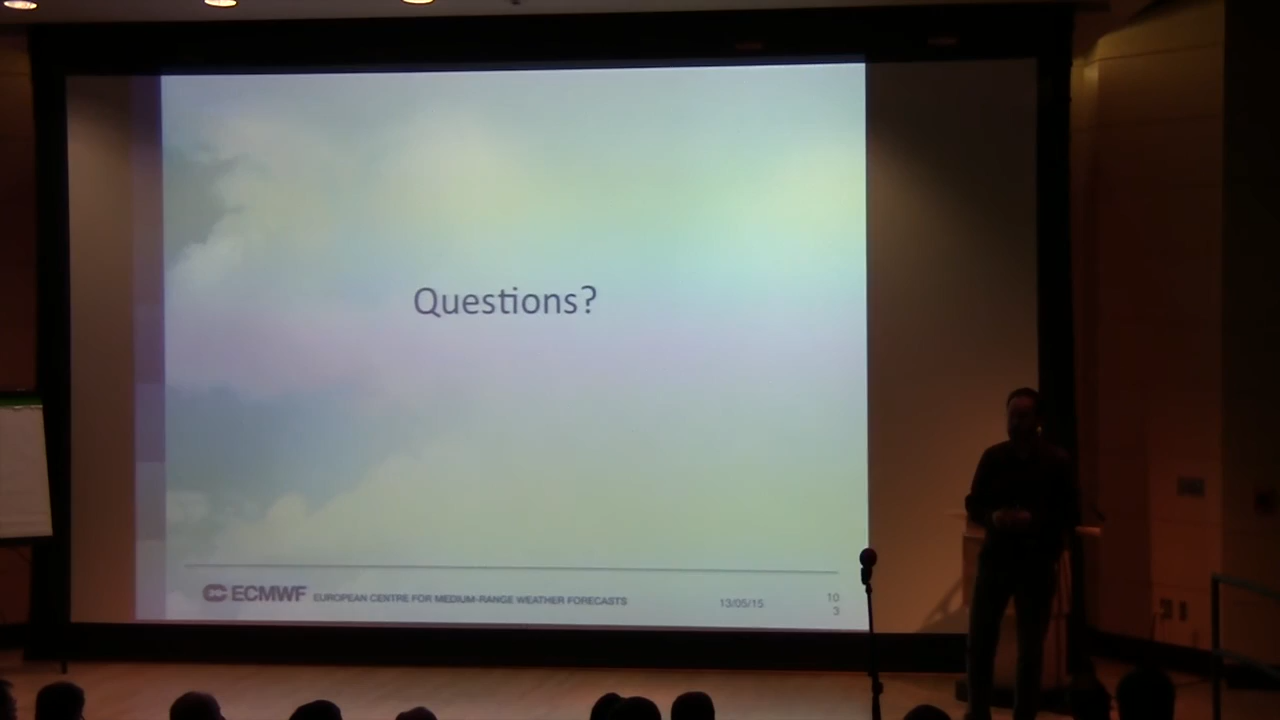 Questions?
ECMWF EUROPEAN CENTRE FOR MEDIUM-RANGE WEATHER FORECASTS 13/05/15 10
3